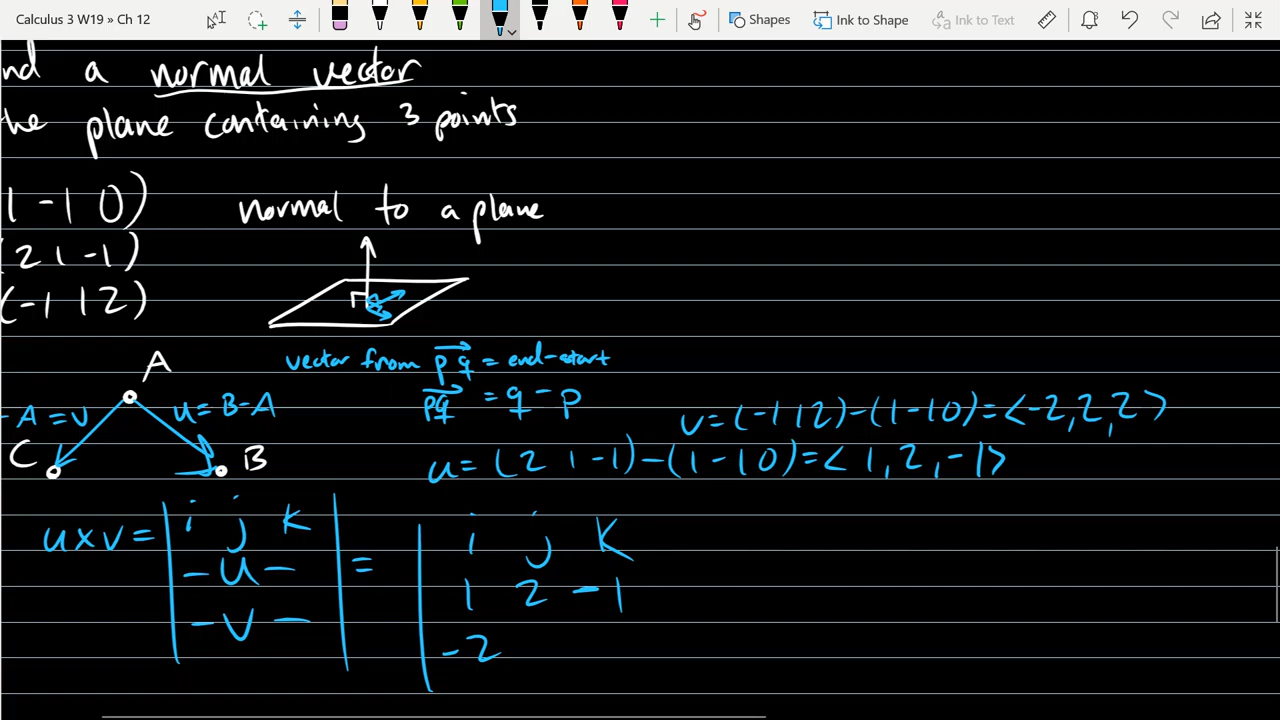 Calculus 3 W19 » Ch 12
Shapes
Ink to Shape
Ink to Text
nd a normal vector
he plane containing 3 points
1 -1 0)
(2 1 -1)
(-1 1 2)
normal to a plane
A
vector from pq = end-start
pq = q - p
-A = v
u = B-A
C
B
v = (-1 1 2) - (1 -1 0) = < -2, 2, 2 >
u = (2 1 -1) - (1 -1 0) = < 1, 2, -1 >
u x v = | i j k | = | i j k
- u -
1 2 -1
- v -
-2